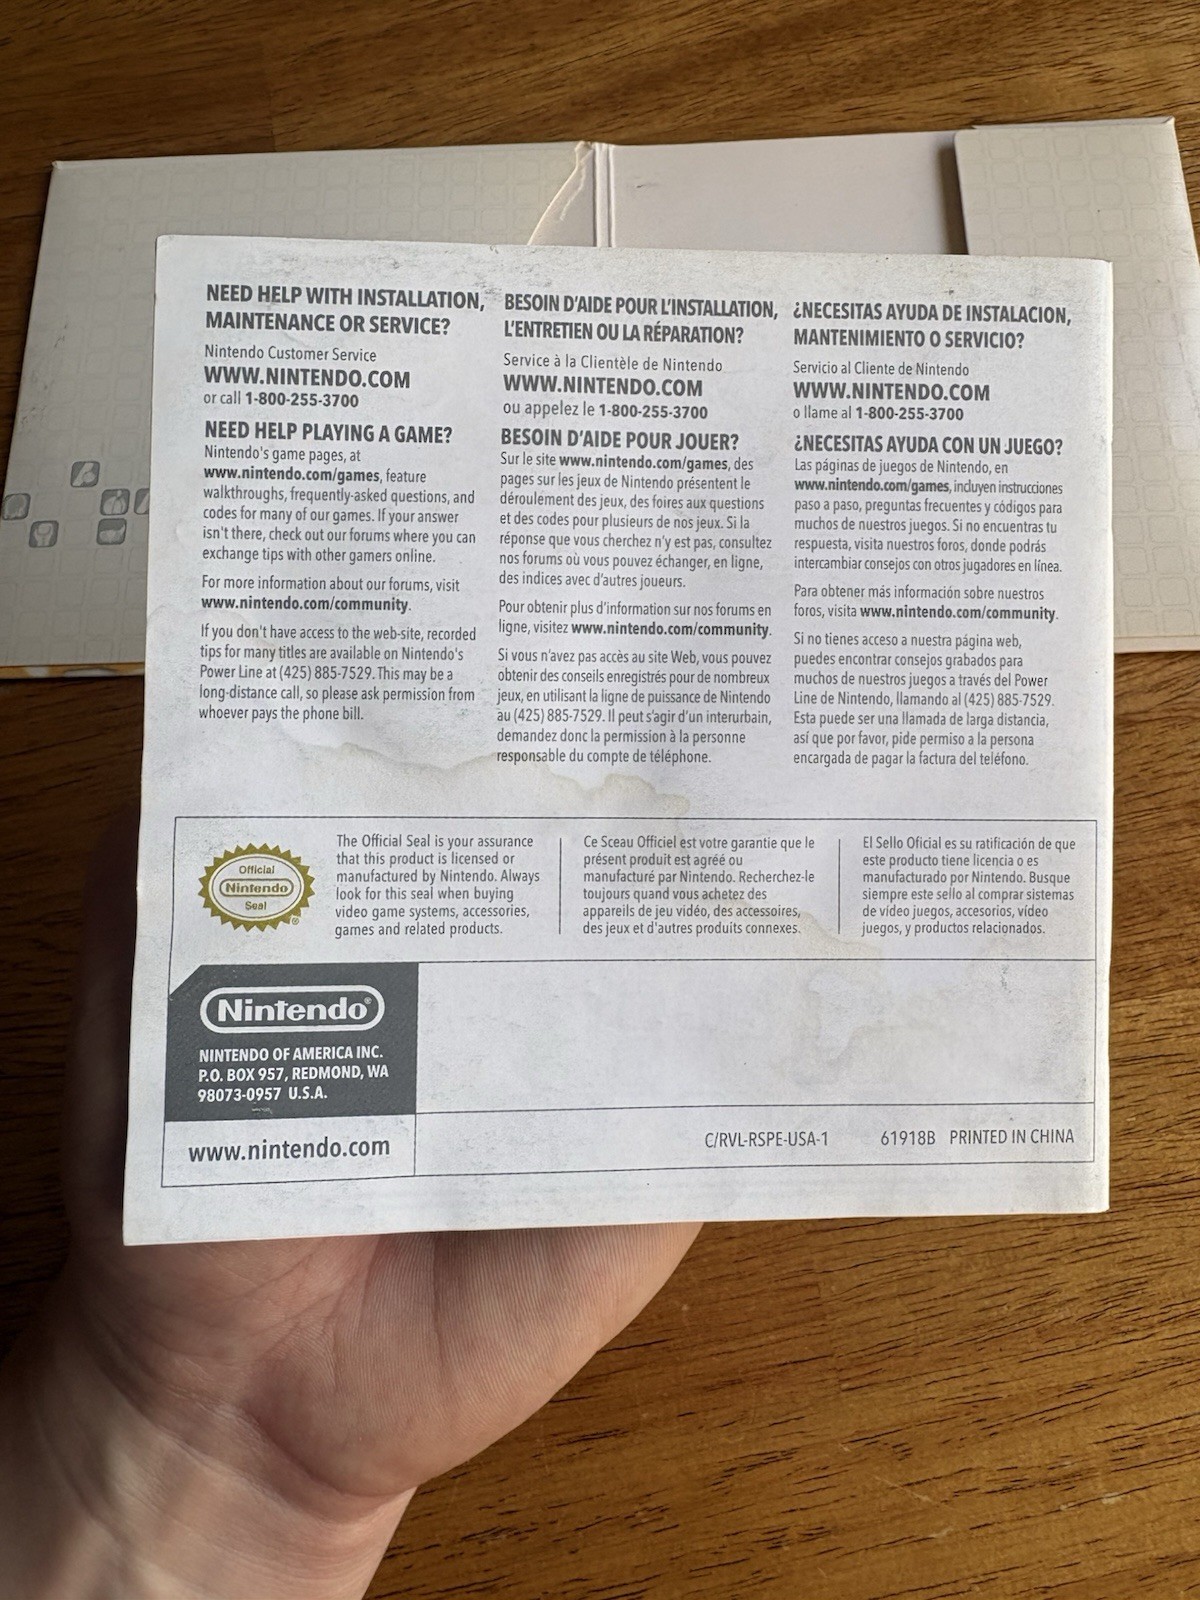 NEED HELP WITH INSTALLATION,
MAINTENANCE OR SERVICE?
Nintendo Customer Service
WWW.NINTENDO.COM
or call 1-800-255-3700
NEED HELP PLAYING A GAME?
Nintendo's game pages, at
www.nintendo.com/games, feature
walkthroughs, frequently-asked questions, and
codes for many of our games. If your answer
isn't there, check out our forums where you can
exchange tips with other gamers online.
For more information about our forums, visit
www.nintendo.com/community.
If you don't have access to the web-site, recorded
tips for many titles are available on Nintendo's
Power Line at (425) 885-7529. This may be a
long-distance call, so please ask permission from
whoever pays the phone bill.
BESOIN D'AIDE POUR L'INSTALLATION,
L'ENTRETIEN OU LA RÉPARATION?
Service à la Clientèle de Nintendo
WWW.NINTENDO.COM
ou appelez le 1-800-255-3700
BESOIN D'AIDE POUR JOUER?
Sur le site www.nintendo.com/games, des
pages sur les jeux de Nintendo présentent le
déroulement des jeux, des foires aux questions
et des codes pour plusieurs de nos jeux. Si la
réponse que vous cherchez n'y est pas, consultez
nos forums où vous pouvez échanger, en ligne,
des indices avec d'autres joueurs.
Pour obtenir plus d'information sur nos forums en
ligne, visitez www.nintendo.com/community.
Si vous n'avez pas accès au site Web, vous pouvez
obtenir des conseils enregistrés pour de nombreux
jeux, en utilisant la ligne de puissance de Nintendo
au (425) 885-7529. Il peut s'agir d'un interurbain,
demandez donc la permission à la personne
responsable du compte de téléphone.
¿NECESITAS AYUDA DE INSTALACION,
MANTENIMIENTO O SERVICIO?
Servicio al Cliente de Nintendo
WWW.NINTENDO.COM
o llame al 1-800-255-3700
¿NECESITAS AYUDA CON UN JUEGO?
Las páginas de juegos de Nintendo, en
www.nintendo.com/games, incluyen instrucciones
paso a paso, preguntas frecuentes y códigos para
muchos de nuestros juegos. Si no encuentras tu
respuesta, visita nuestros foros, donde podrás
intercambiar consejos con otros jugadores en línea.
Para obtener más información sobre nuestros
foros, visita www.nintendo.com/community.
Si no tienes acceso a nuestra página web,
puedes encontrar consejos grabados para
muchos de nuestros juegos a través del Power
Line de Nintendo, llamando al (425) 885-7529.
Esta puede ser una llamada de larga distancia,
así que por favor, pide permiso a la persona
encargada de pagar la factura del teléfono.
Official
Nintendo
Seal
®
The Official Seal is your assurance
that this product is licensed or
manufactured by Nintendo. Always
look for this seal when buying
video game systems, accessories,
games and related products.
Ce Sceau Officiel est votre garantie que le
présent produit est agréé ou
manufacturé par Nintendo. Recherchez-le
toujours quand vous achetez des
appareils de jeu vidéo, des accessoires,
des jeux et d'autres produits connexes.
El Sello Oficial es su ratificación de que
este producto tiene licencia o es
manufacturado por Nintendo. Busque
siempre este sello al comprar sistemas
de vídeo juegos, accesorios, vídeo
juegos, y productos relacionados.
Nintendo®
NINTENDO OF AMERICA INC.
P.O. BOX 957, REDMOND, WA
98073-0957 U.S.A.
www.nintendo.com
C/RVL-RSPE-USA-1 61918B PRINTED IN CHINA